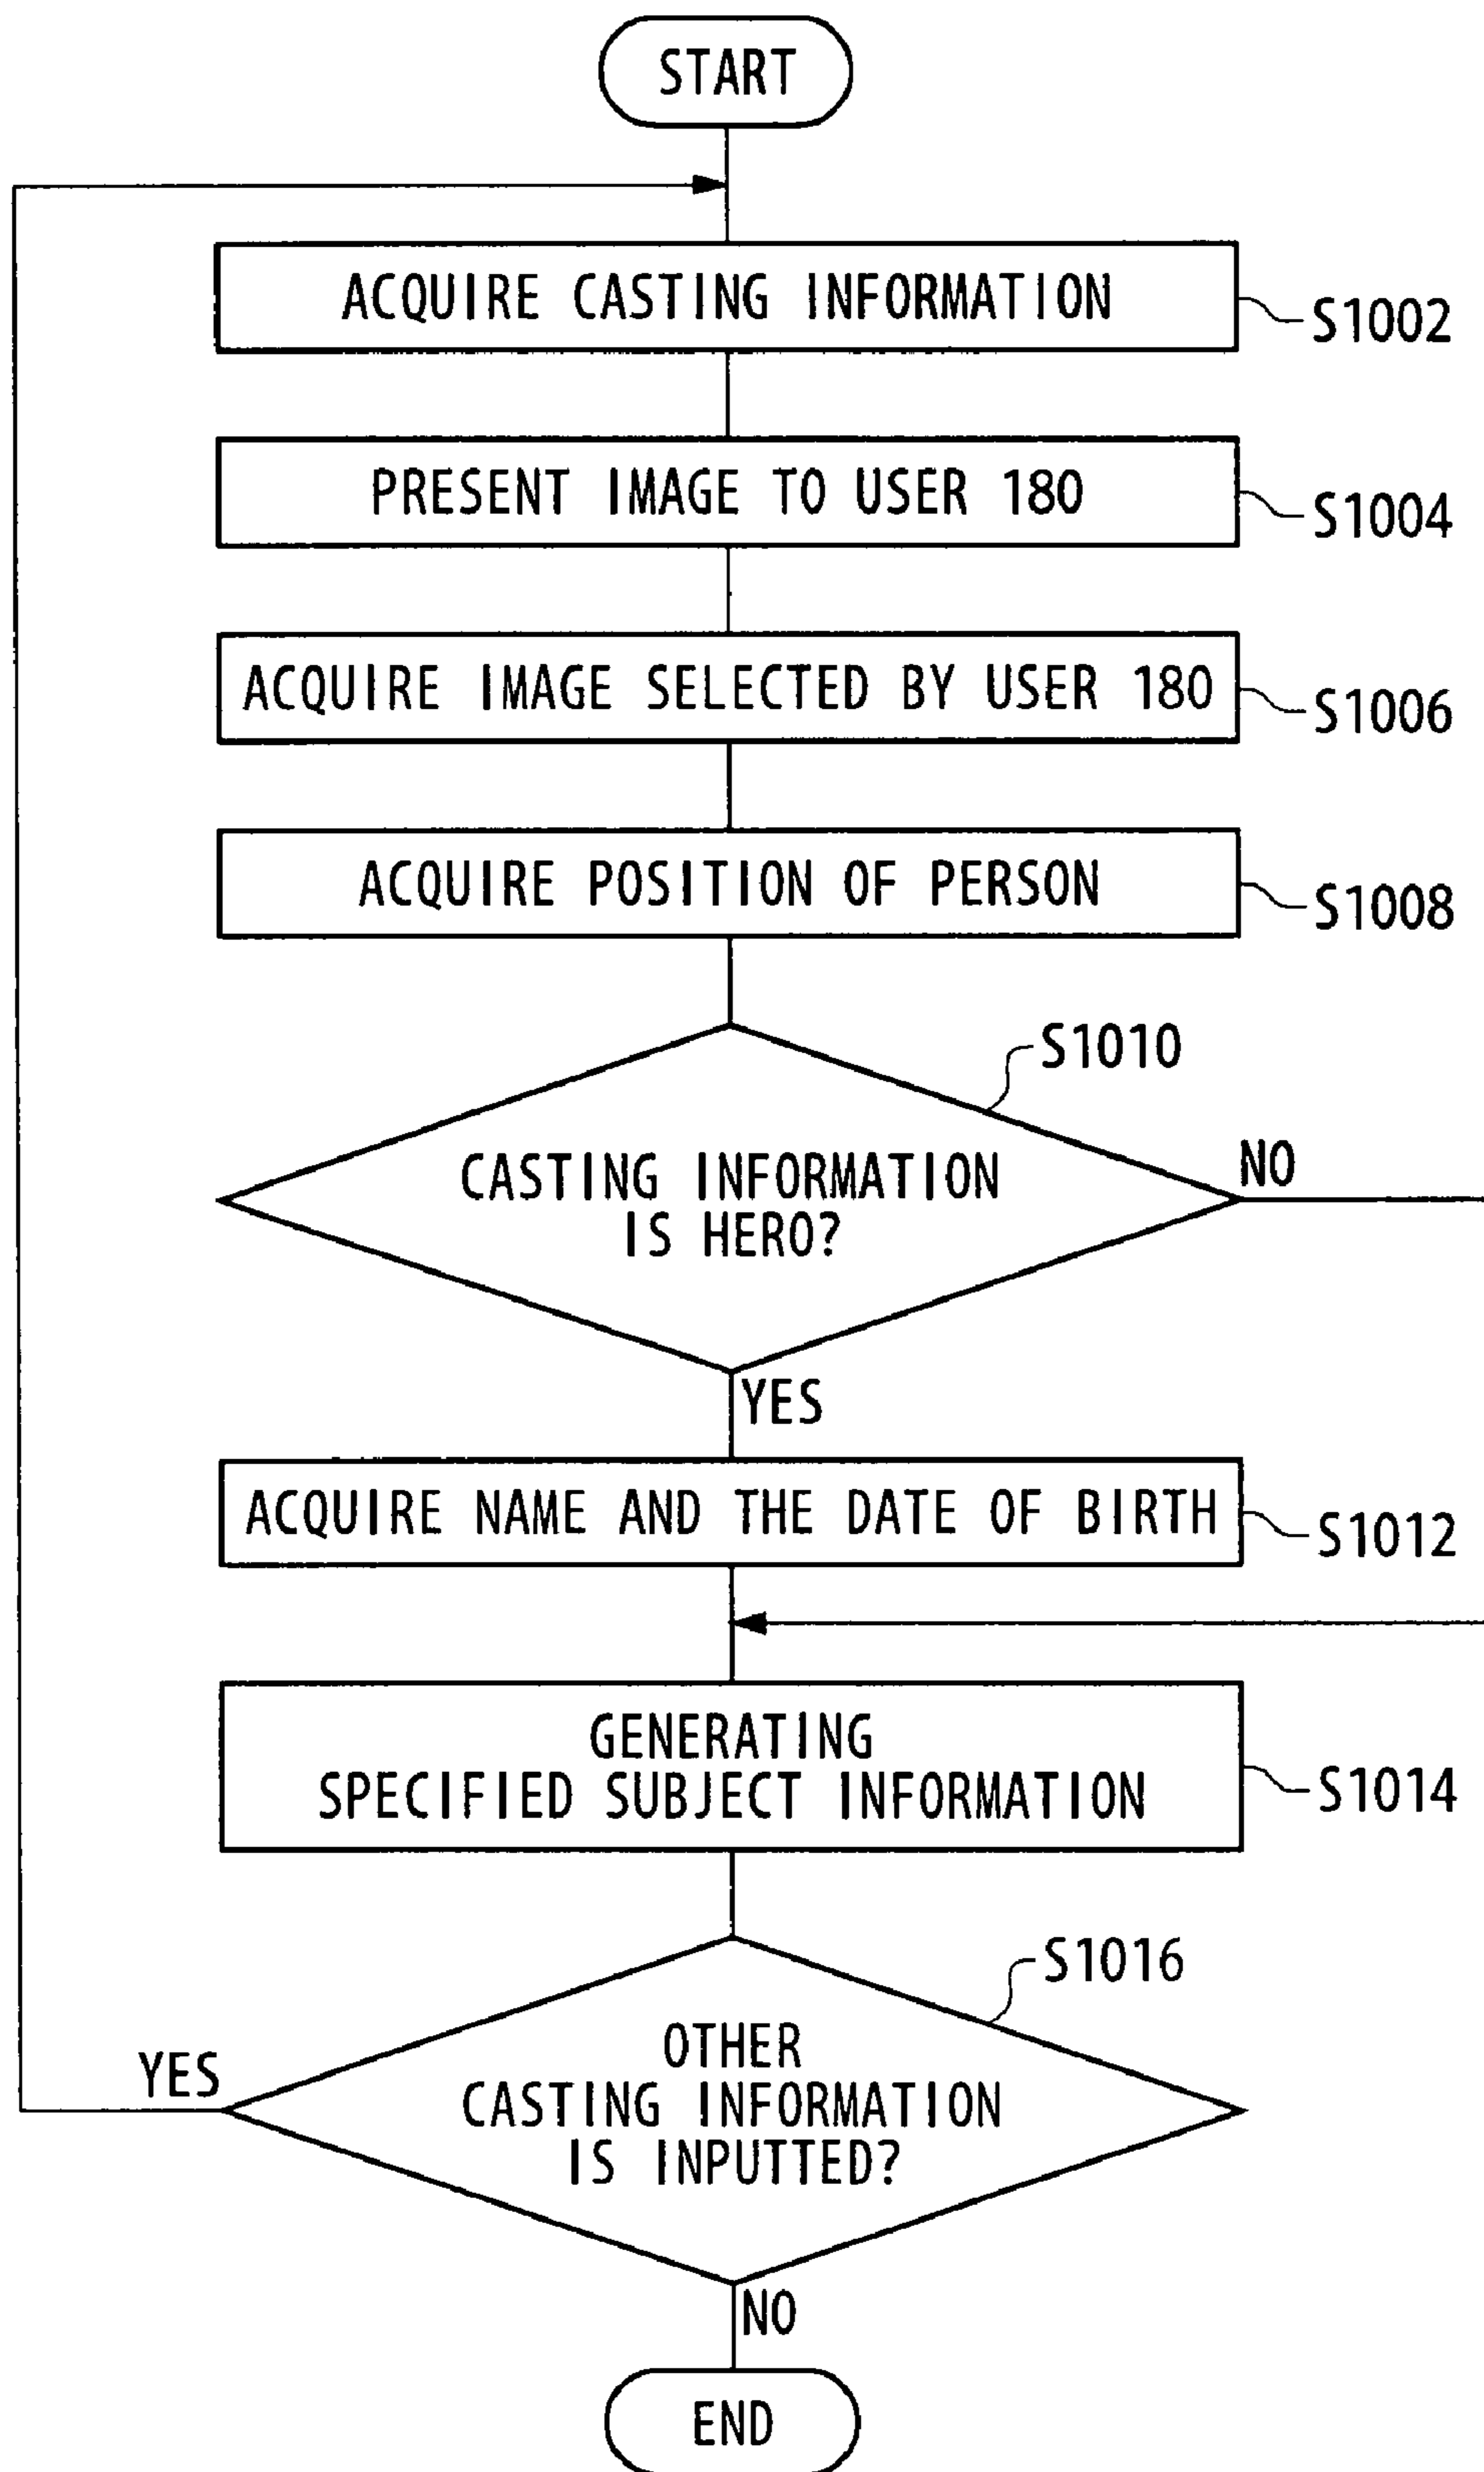 START
ACQUIRE CASTING INFORMATION
S1002
PRESENT IMAGE TO USER 180
S1004
ACQUIRE IMAGE SELECTED BY USER 180
S1006
ACQUIRE POSITION OF PERSON
S1008
S1010
CASTING INFORMATION
IS HERO?
NO
YES
ACQUIRE NAME AND THE DATE OF BIRTH
S1012
GENERATING
SPECIFIED SUBJECT INFORMATION
S1014
S1016
OTHER
CASTING INFORMATION
IS INPUTTED?
YES
NO
END